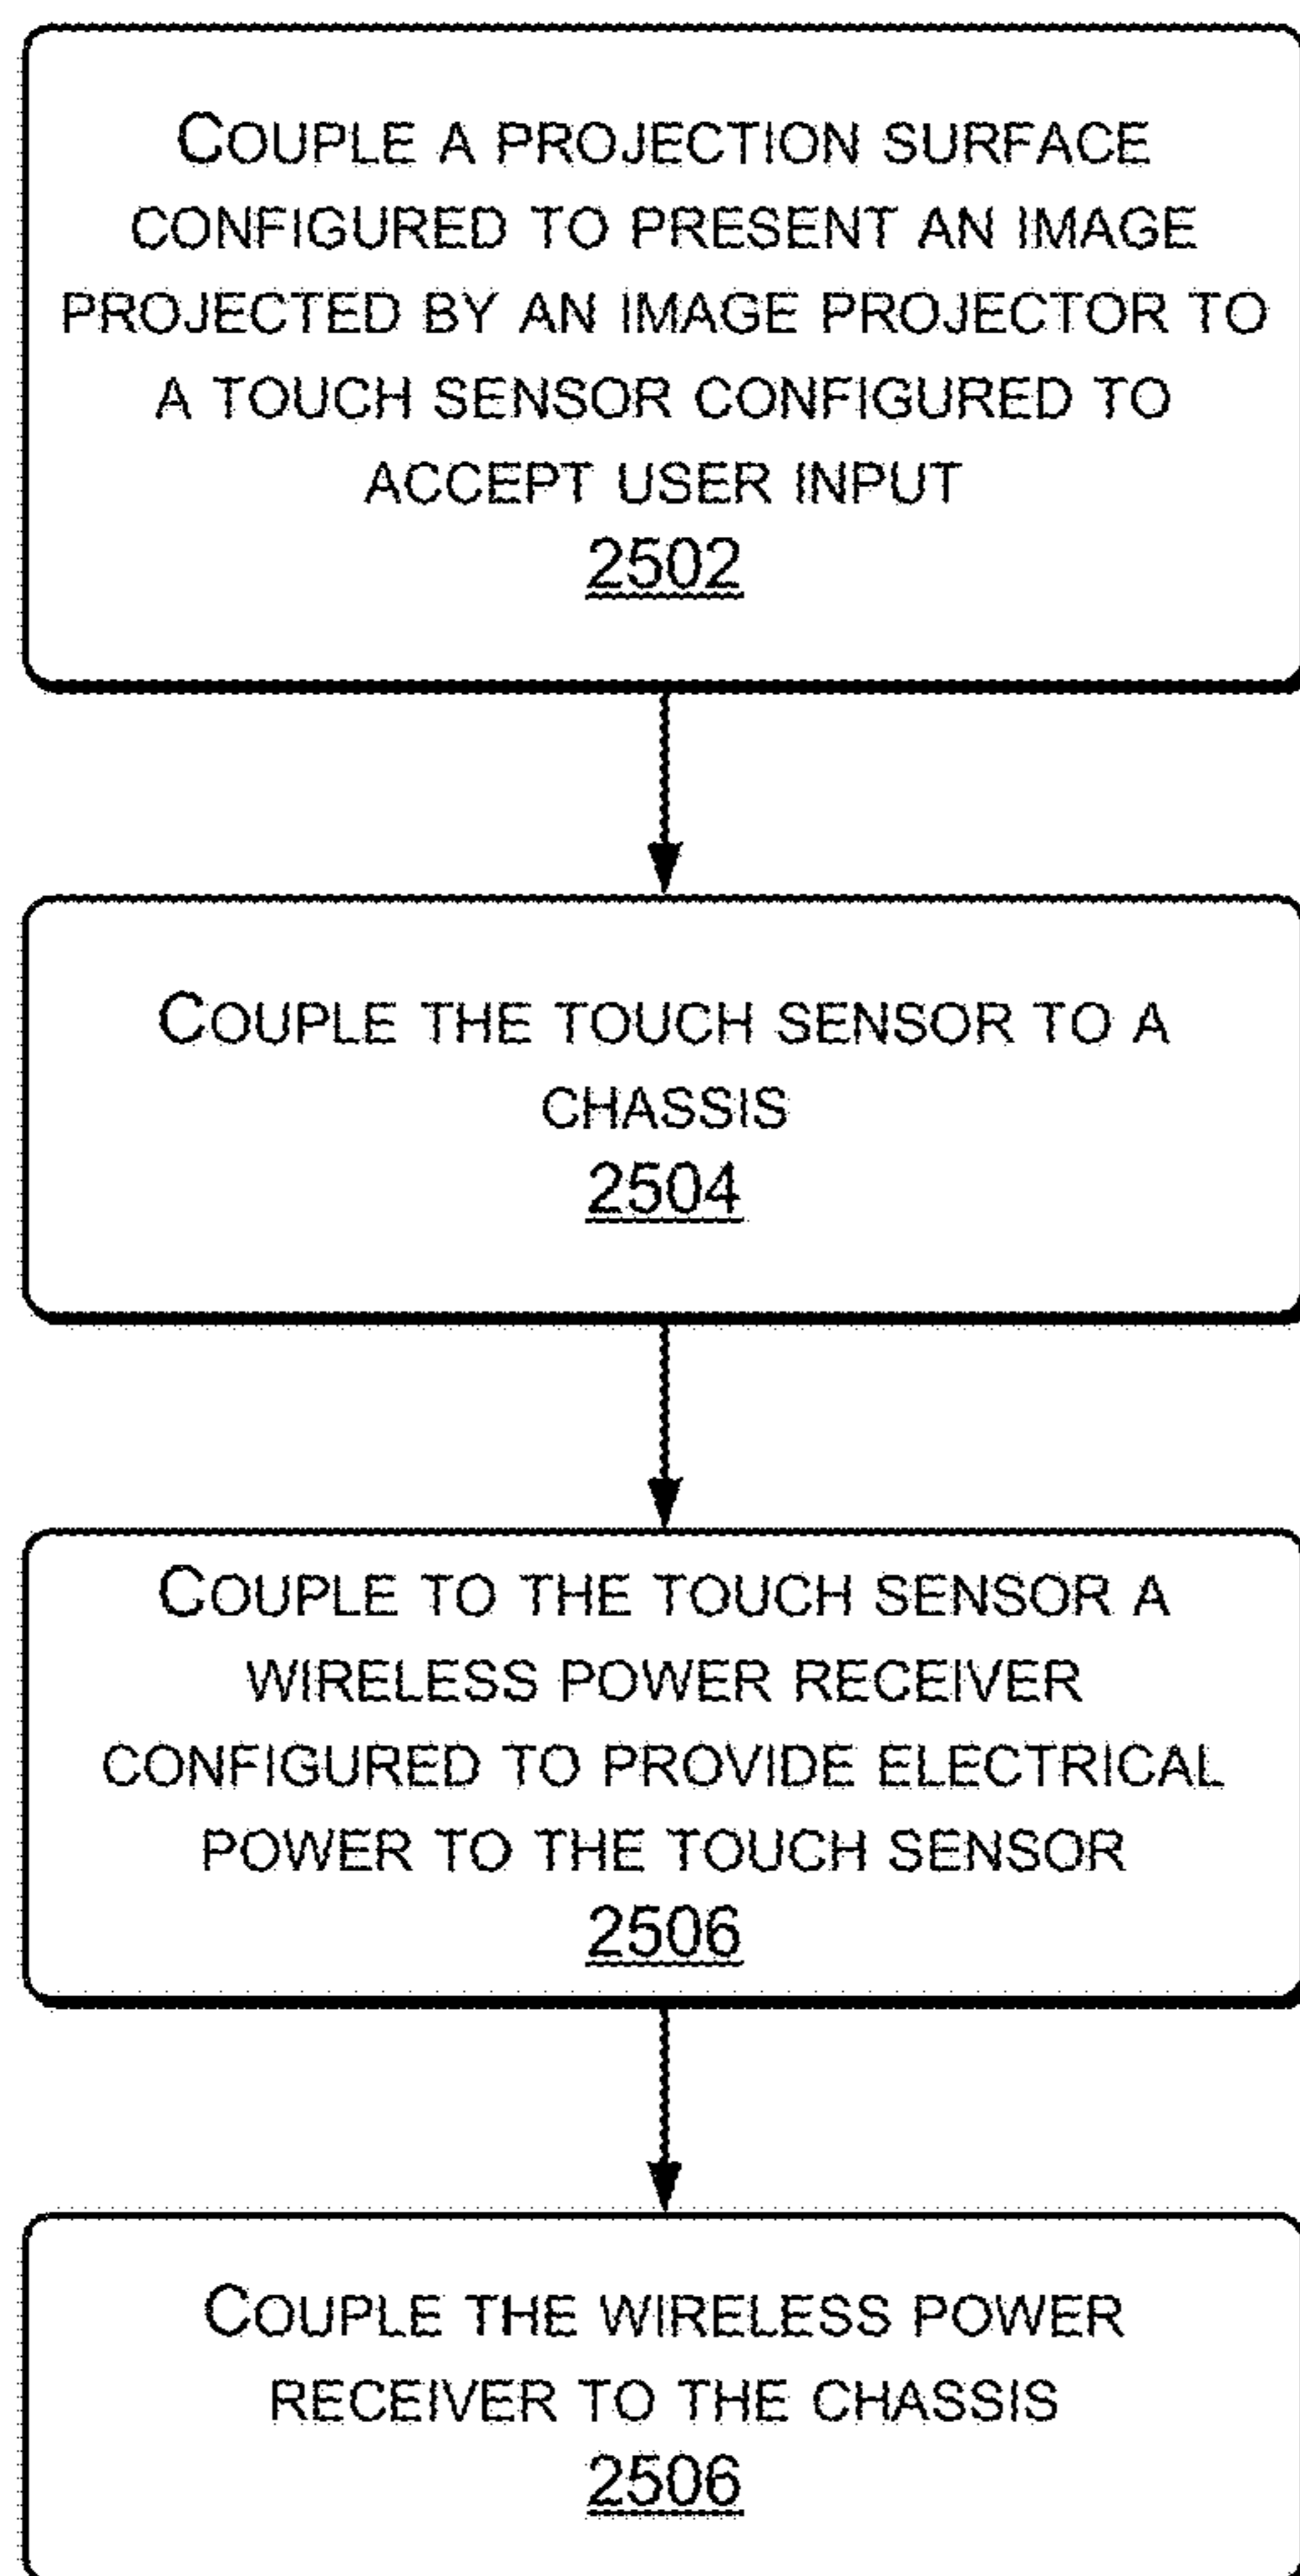 COUPLE A PROJECTION SURFACE
CONFIGURED TO PRESENT AN IMAGE
PROJECTED BY AN IMAGE PROJECTOR TO
A TOUCH SENSOR CONFIGURED TO
ACCEPT USER INPUT
2502
COUPLE THE TOUCH SENSOR TO A
CHASSIS
2504
COUPLE TO THE TOUCH SENSOR A
WIRELESS POWER RECEIVER
CONFIGURED TO PROVIDE ELECTRICAL
POWER TO THE TOUCH SENSOR
2506
COUPLE THE WIRELESS POWER
RECEIVER TO THE CHASSIS
2506